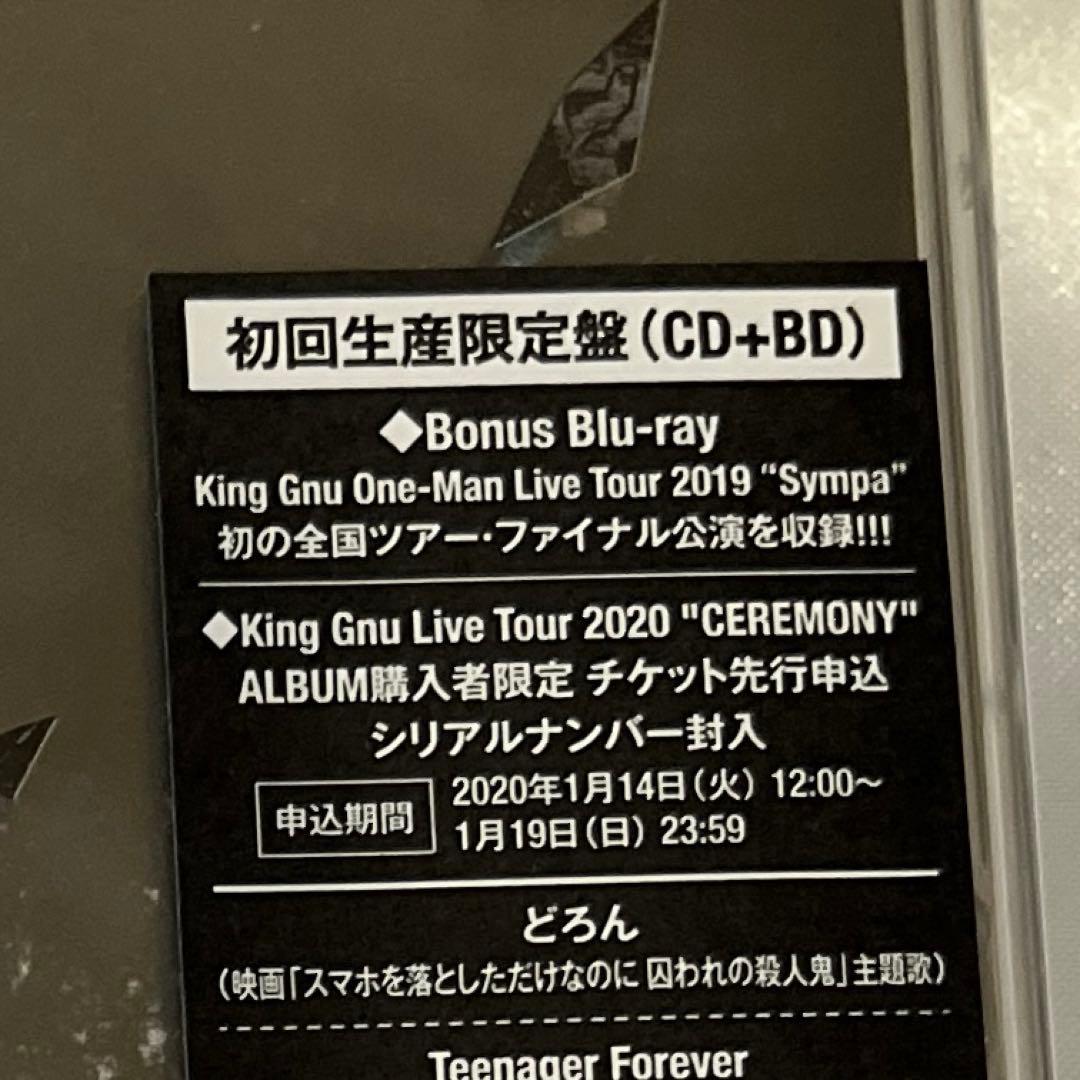 初回生産限定盤(CD+BD)
◆Bonus Blu-ray
King Gnu One-Man Live Tour 2019 “Sympa”
初の全国ツアー・ファイナル公演を収録!!!
◆King Gnu Live Tour 2020 "CEREMONY"
ALBUM購入者限定 チケット先行申込
シリアルナンバー封入
申込期間
2020年1月14日(火) 12:00〜
1月19日(日) 23:59
どろん
(映画「スマホを落としただけなのに 囚われの殺人鬼」主題歌)
Teenager Forever